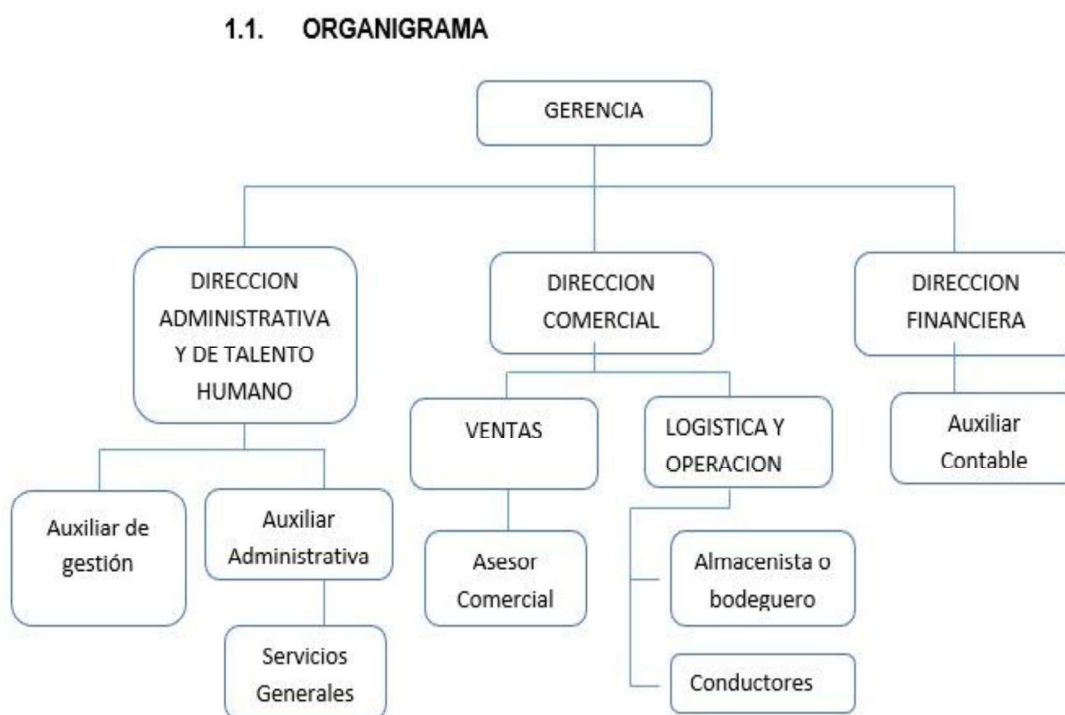 1.1. ORGANIGRAMA
GERENCIA
DIRECCION
ADMINISTRATIVA
Y DE TALENTO
HUMANO
DIRECCION
COMERCIAL
DIRECCION
FINANCIERA
VENTAS
LOGISTICA Y
OPERACION
Auxiliar
Contable
Auxiliar de
gestión
Auxiliar
Administrativa
Asesor
Comercial
Almacenista o
bodeguero
Servicios
Generales
Conductores